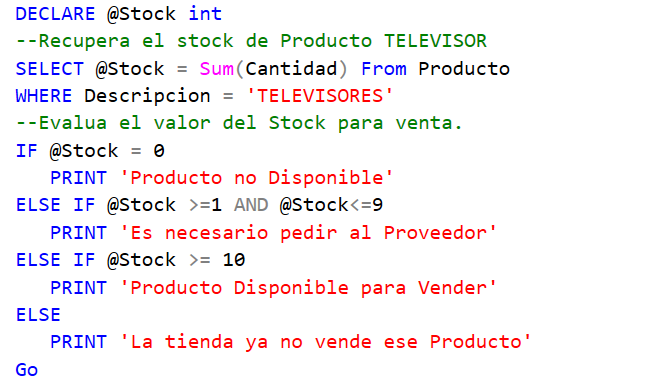 DECLARE @Stock int
--Recupera el stock de Producto TELEVISOR
SELECT @Stock = Sum(Cantidad) From Producto
WHERE Descripcion = 'TELEVISORES'
--Evalua el valor del Stock para venta.
IF @Stock = 0
   PRINT 'Producto no Disponible'
ELSE IF @Stock >=1 AND @Stock<=9
   PRINT 'Es necesario pedir al Proveedor'
ELSE IF @Stock >= 10
   PRINT 'Producto Disponible para Vender'
ELSE
   PRINT 'La tienda ya no vende ese Producto'
Go